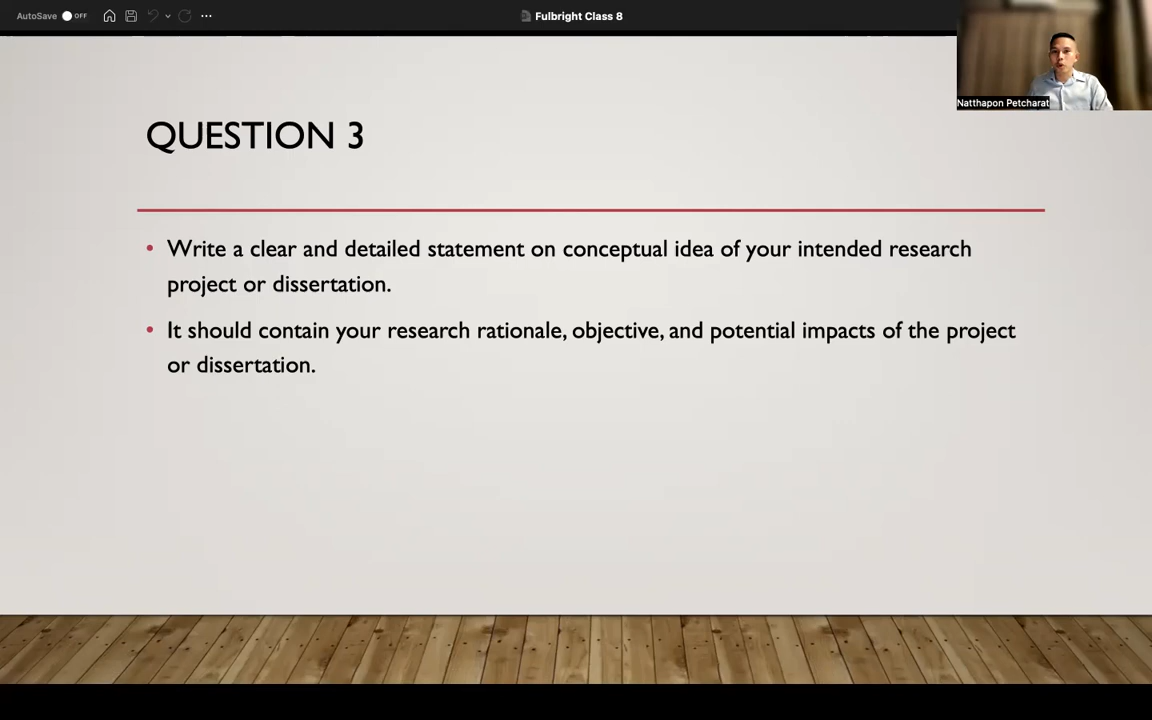 AutoSave OFF
Fulbright Class 8
Natthapon Petcharat
QUESTION 3
• Write a clear and detailed statement on conceptual idea of your intended research
project or dissertation.
• It should contain your research rationale, objective, and potential impacts of the project
or dissertation.